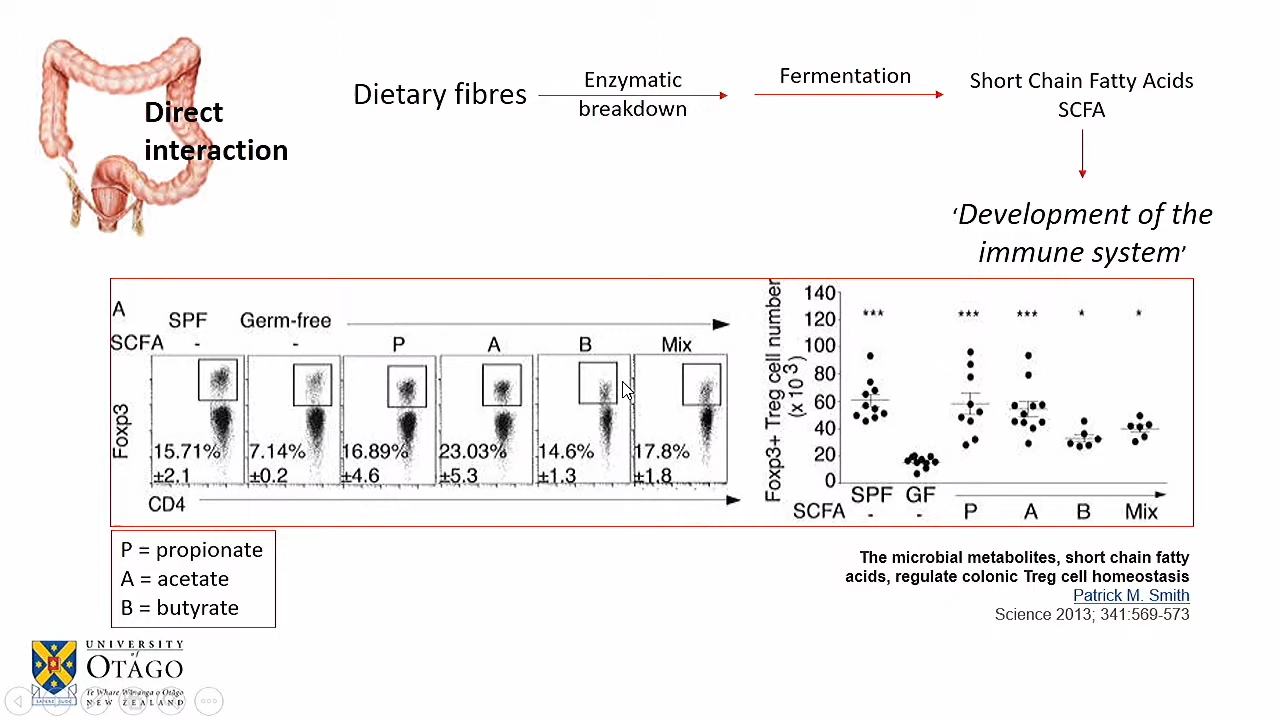 Direct
interaction
Dietary fibres
Enzymatic
breakdown
Fermentation
Short Chain Fatty Acids
SCFA
‘Development of the
immune system’
A
SPF Germ-free
SCFA - - P A B Mix
Foxp3
15.71% 7.14% 16.89% 23.03% 14.6% 17.8%
±2.1 ±0.2 ±4.6 ±5.3 ±1.3 ±1.8
CD4
Foxp3+ Treg cell number
(x 10³)
140
120
100
80
60
40
20
0
*** *** *** * *
SPF GF
SCFA - - P A B Mix
P = propionate
A = acetate
B = butyrate
The microbial metabolites, short chain fatty
acids, regulate colonic Treg cell homeostasis
Patrick M. Smith
Science 2013; 341:569-573
UNIVERSITY
of
OTAGO
Te Whare Wānanga o Otāgo
NEW ZEALAND
SAPERE AUDE